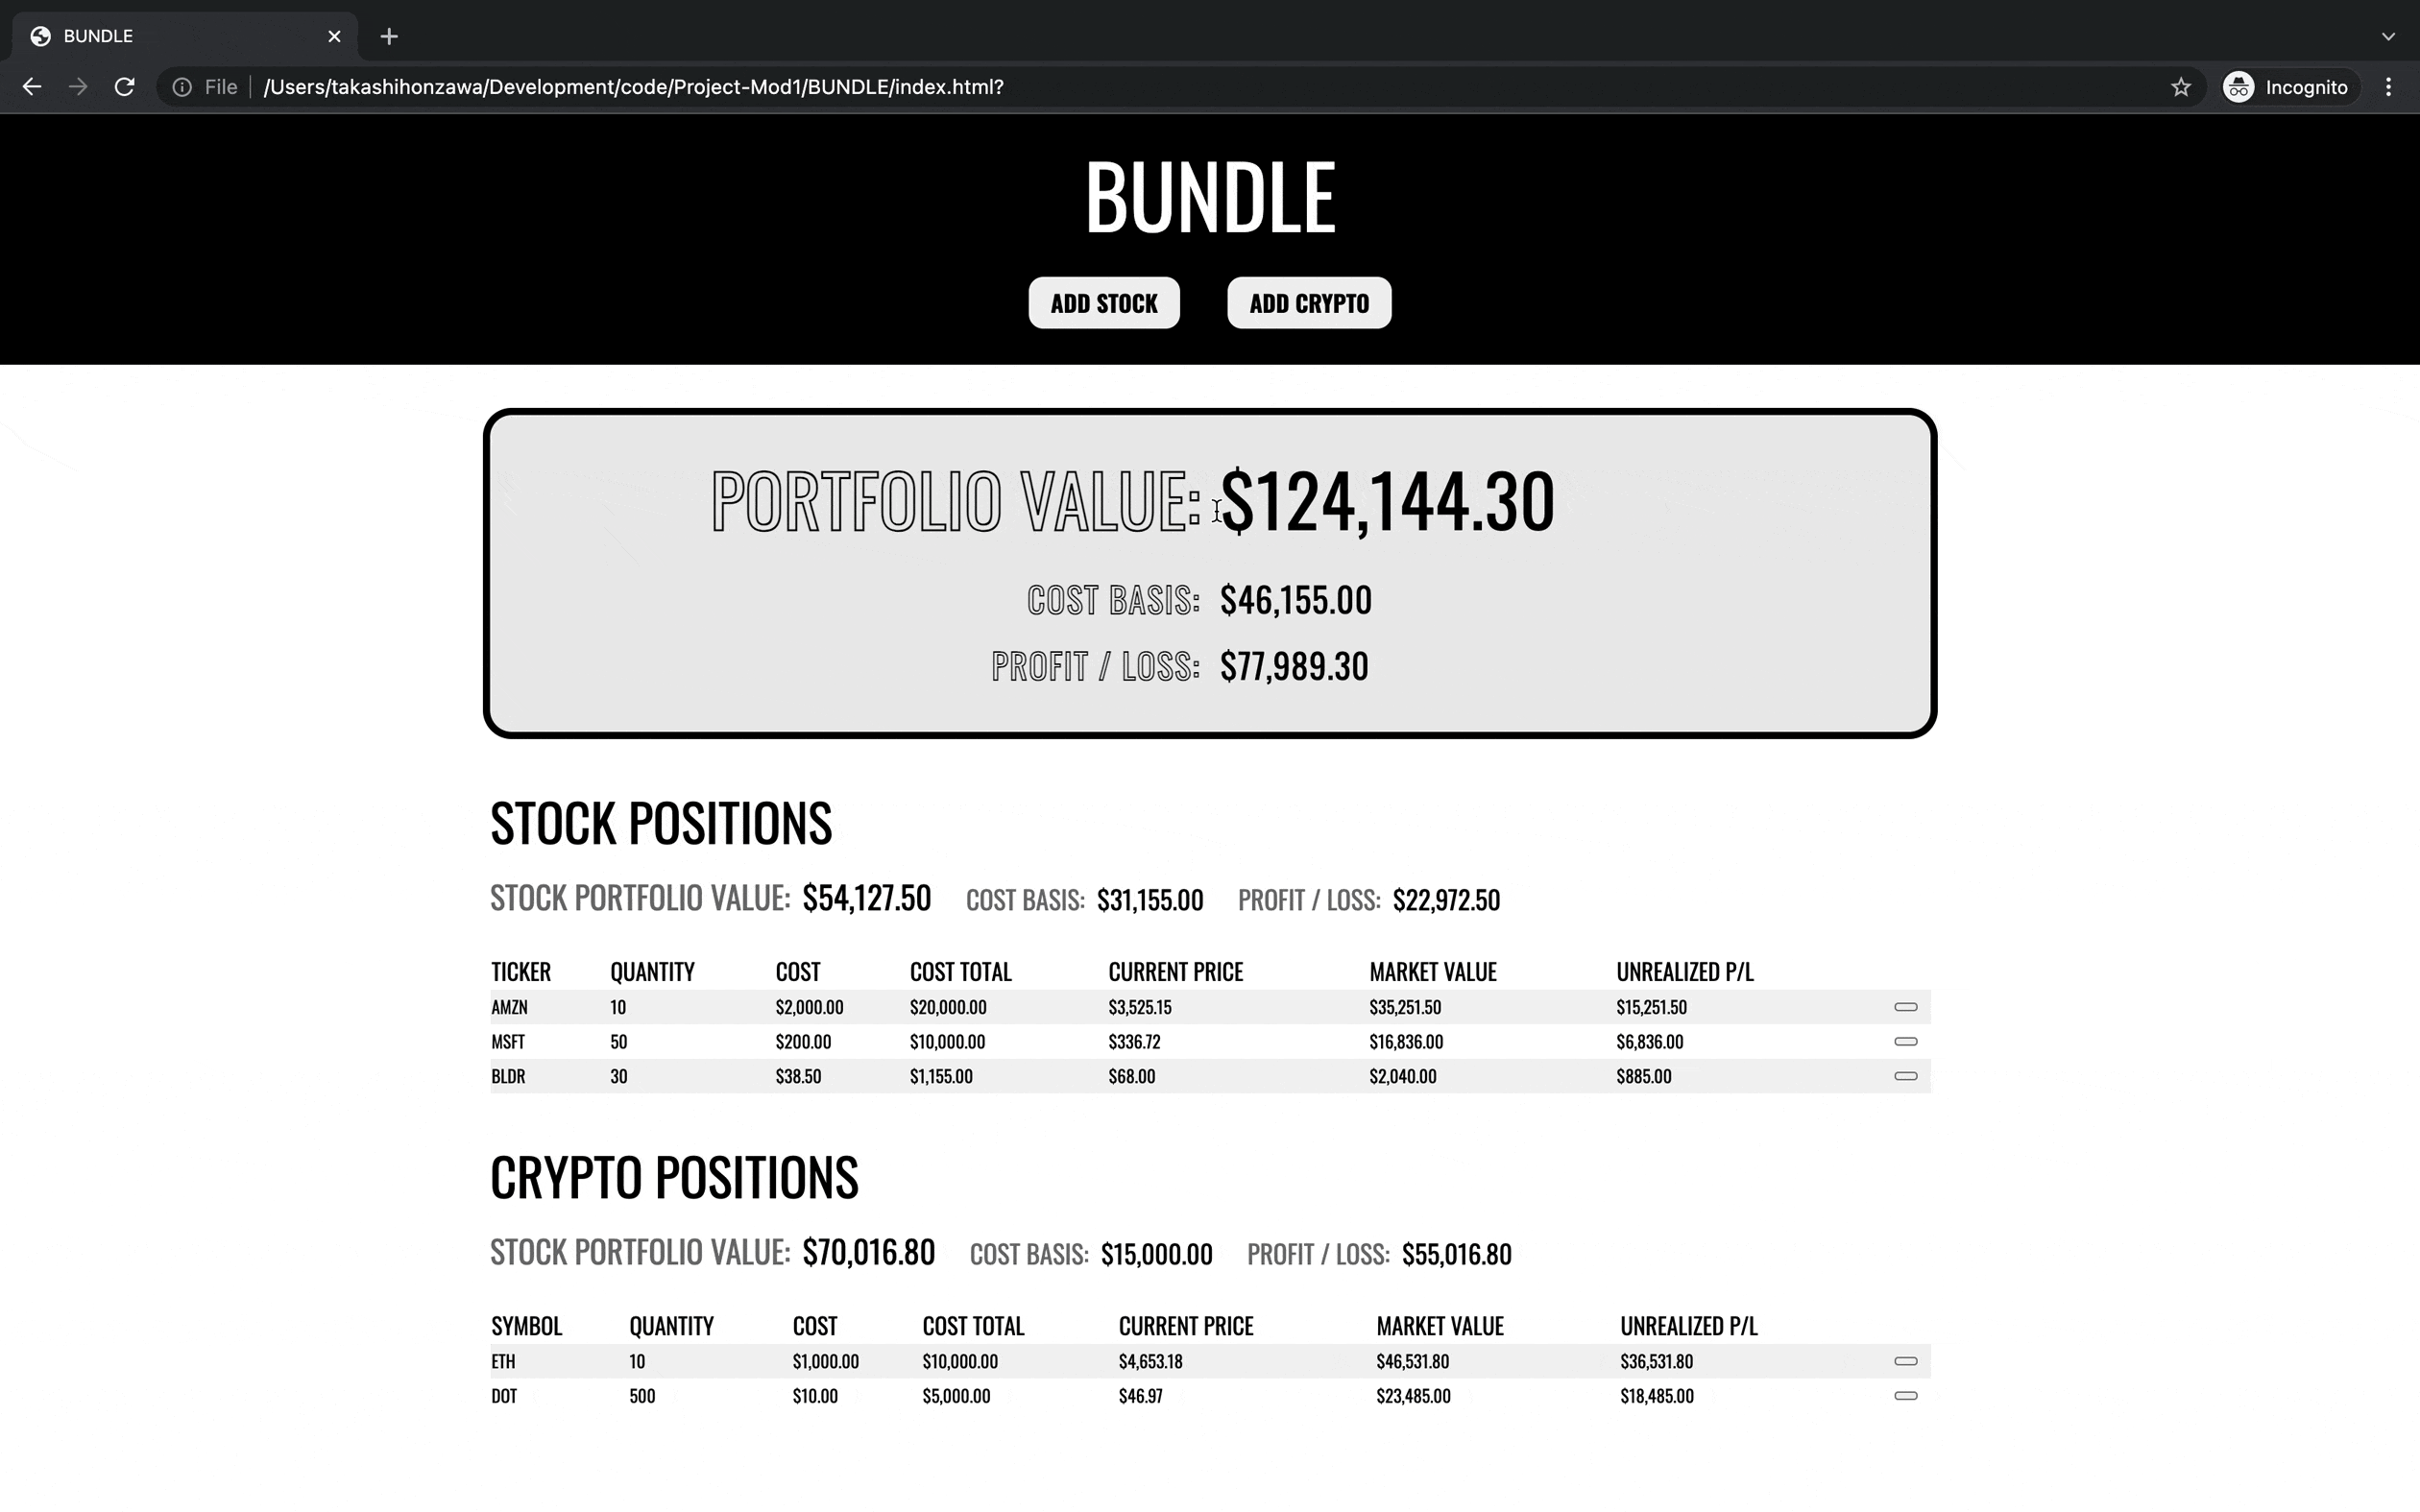 BUNDLE
File /Users/takashihonzawa/Development/code/Project-Mod1/BUNDLE/index.html? Incognito
BUNDLE
ADD STOCK ADD CRYPTO
PORTFOLIO VALUE: $124,144.30
COST BASIS: $46,155.00
PROFIT / LOSS: $77,989.30
STOCK POSITIONS
STOCK PORTFOLIO VALUE: $54,127.50 COST BASIS: $31,155.00 PROFIT / LOSS: $22,972.50
TICKER QUANTITY COST COST TOTAL CURRENT PRICE MARKET VALUE UNREALIZED P/L
AMZN 10 $2,000.00 $20,000.00 $3,525.15 $35,251.50 $15,251.50
MSFT 50 $200.00 $10,000.00 $336.72 $16,836.00 $6,836.00
BLDR 30 $38.50 $1,155.00 $68.00 $2,040.00 $885.00
CRYPTO POSITIONS
STOCK PORTFOLIO VALUE: $70,016.80 COST BASIS: $15,000.00 PROFIT / LOSS: $55,016.80
SYMBOL QUANTITY COST COST TOTAL CURRENT PRICE MARKET VALUE UNREALIZED P/L
ETH 10 $1,000.00 $10,000.00 $4,653.18 $46,531.80 $36,531.80
DOT 500 $10.00 $5,000.00 $46.97 $23,485.00 $18,485.00